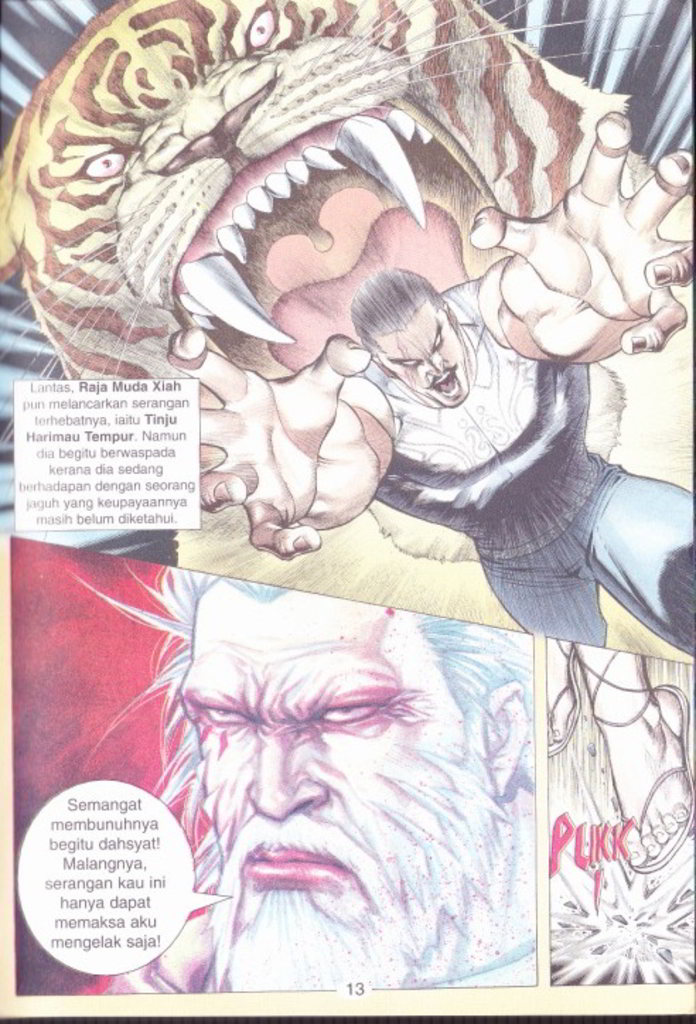 Lantas, Raja Muda Xiah
pun melancarkan serangan
terhebatnya, iaitu Tinju
Harimau Tempur. Namun
dia begitu berwaspada
kerana dia sedang
berhadapan dengan seorang
jaguh yang keupayaannya
masih belum diketahui.
Semangat
membunuhnya
begitu dahsyat!
Malangnya,
serangan kau ini
hanya dapat
memaksa aku
mengelak saja!
PUKK
!
13